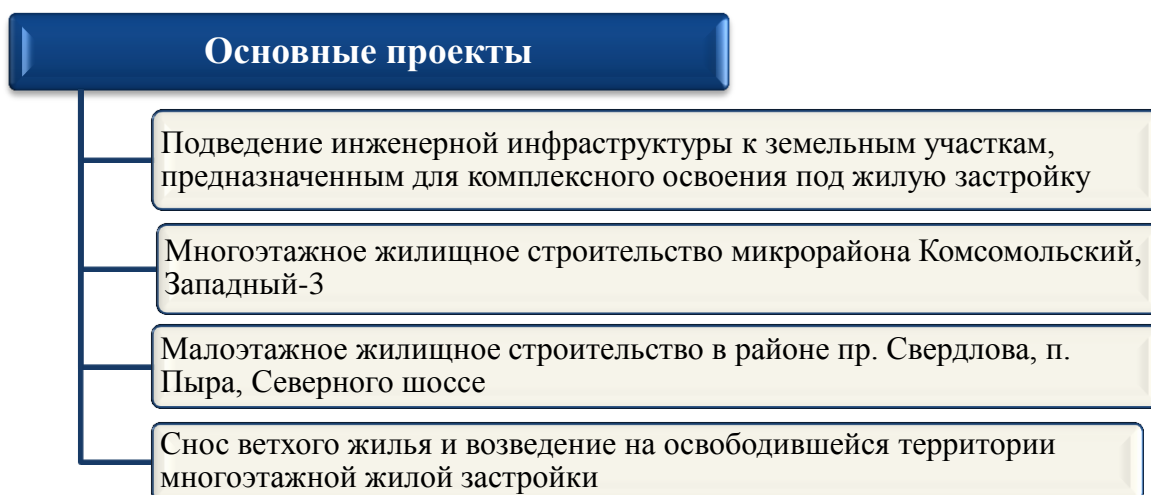 Основные проекты
Подведение инженерной инфраструктуры к земельным участкам,
предназначенным для комплексного освоения под жилую застройку
Многоэтажное жилищное строительство микрорайона Комсомольский,
Западный-3
Малоэтажное жилищное строительство в районе пр. Свердлова, п.
Пыра, Северного шоссе
Снос ветхого жилья и возведение на освободившейся территории
многоэтажной жилой застройки